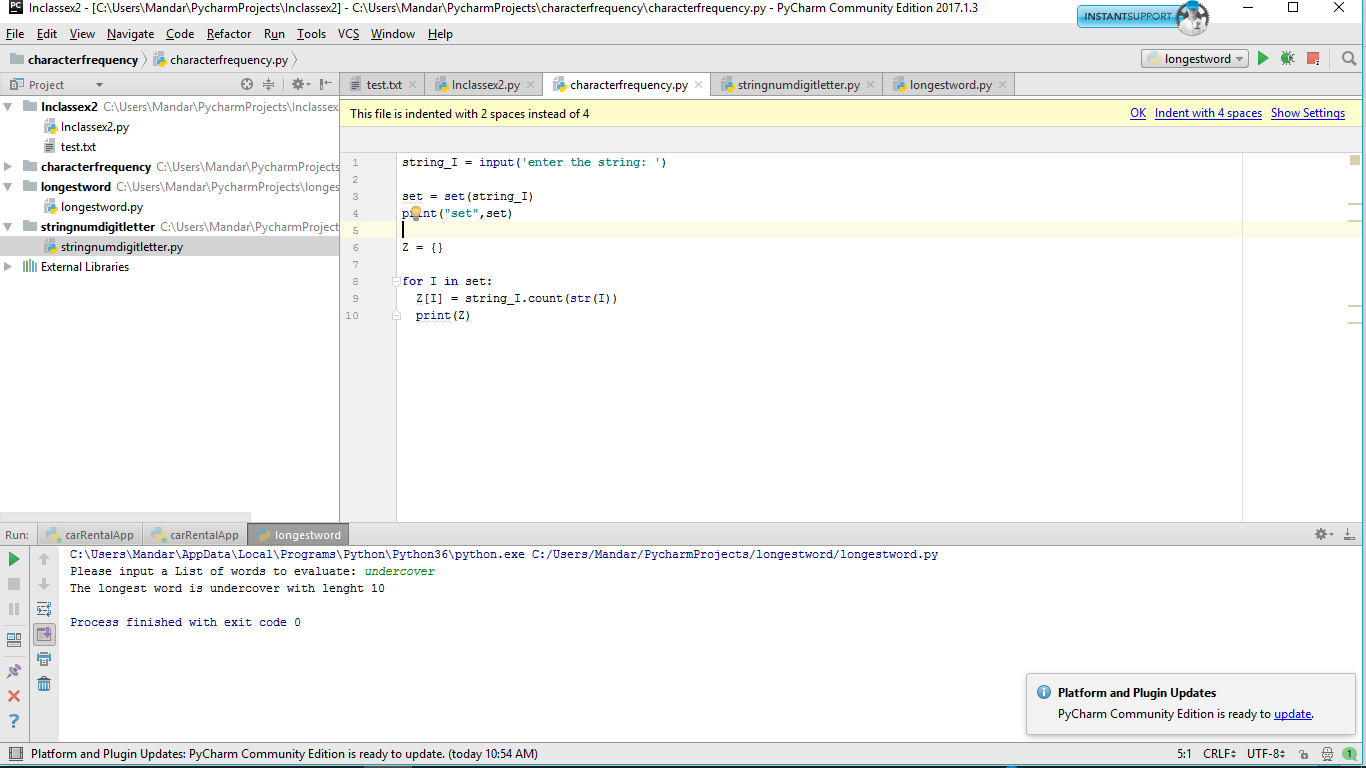 PC Inclassex2 - [C:\Users\Mandar\PycharmProjects\Inclassex2] - C:\Users\Mandar\PycharmProjects\characterfrequency\characterfrequency.py - PyCharm Community Edition 2017.1.3
INSTANTSUPPORT
File Edit View Navigate Code Refactor Run Tools VCS Window Help
characterfrequency characterfrequency.py
longestword
Project
test.txt Inclassex2.py characterfrequency.py stringnumdigitletter.py longestword.py
Inclassex2 C:\Users\Mandar\PycharmProjects\Inclassex
Inclassex2.py
test.txt
characterfrequency C:\Users\Mandar\PycharmProjects
longestword C:\Users\Mandar\PycharmProjects\longes
longestword.py
stringnumdigitletter C:\Users\Mandar\PycharmProject
stringnumdigitletter.py
External Libraries
This file is indented with 2 spaces instead of 4 OK Indent with 4 spaces Show Settings
1 string_I = input('enter the string: ')
2
3 set = set(string_I)
4 print("set",set)
5
6 Z = {}
7
8 for I in set:
9 Z[I] = string_I.count(str(I))
10 print(Z)
Run: carRentalApp carRentalApp longestword
C:\Users\Mandar\AppData\Local\Programs\Python\Python36\python.exe C:/Users/Mandar/PycharmProjects/longestword/longestword.py
Please input a List of words to evaluate: undercover
The longest word is undercover with lenght 10
Process finished with exit code 0
Platform and Plugin Updates
PyCharm Community Edition is ready to update.
Platform and Plugin Updates: PyCharm Community Edition is ready to update. (today 10:54 AM) 5:1 CRLF UTF-8 1